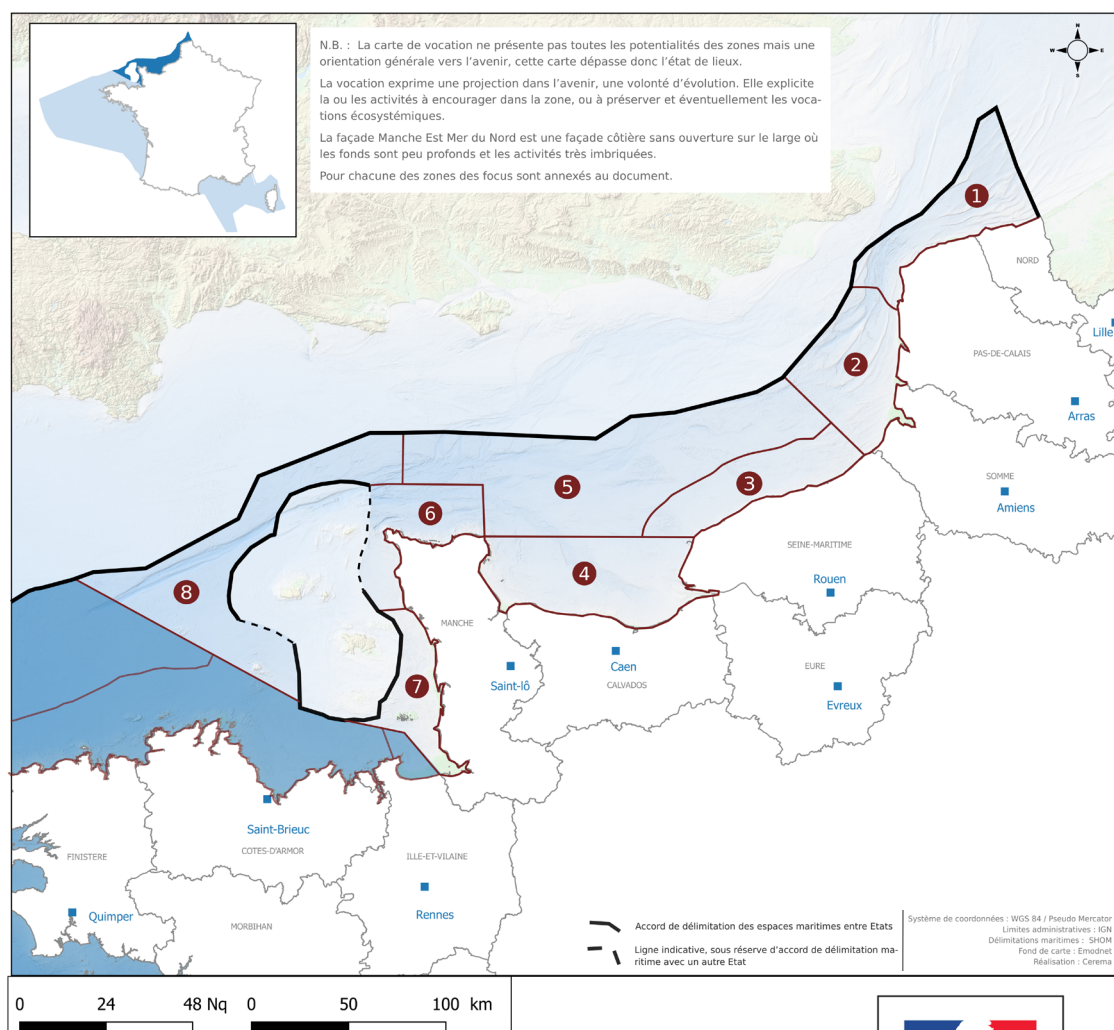 N.B. : La carte de vocation ne présente pas toutes les potentialités des zones mais une
orientation générale vers l’avenir, cette carte dépasse donc l’état de lieux.
La vocation exprime une projection dans l’avenir, une volonté d’évolution. Elle explicite
la ou les activités à encourager dans la zone, ou à préserver et éventuellement les voca-
tions écosystémiques.
La façade Manche Est Mer du Nord est une façade côtière sans ouverture sur le large où
les fonds sont peu profonds et les activités très imbriquées.
Pour chacune des zones des focus sont annexés au document.
N
W
E
S
1
NORD
Lille
2
PAS-DE-CALAIS
Arras
5
3
SOMME
Amiens
6
SEINE-MARITIME
4
Rouen
8
MANCHE
Caen
Saint-lô
CALVADOS
EURE
7
Evreux
Saint-Brieuc
COTES-D'ARMOR
FINISTERE
ILLE-ET-VILAINE
Rennes
Quimper
MORBIHAN
Accord de délimitation des espaces maritimes entre Etats
Ligne indicative, sous réserve d’accord de délimitation ma-
ritime avec un autre Etat
Système de coordonnées : WGS 84 / Pseudo Mercator
Limites administratives : IGN
Délimitations maritimes : SHOM
Fond de carte : Emodnet
Réalisation : Cerema
0 24 48 Nq 0 50 100 km